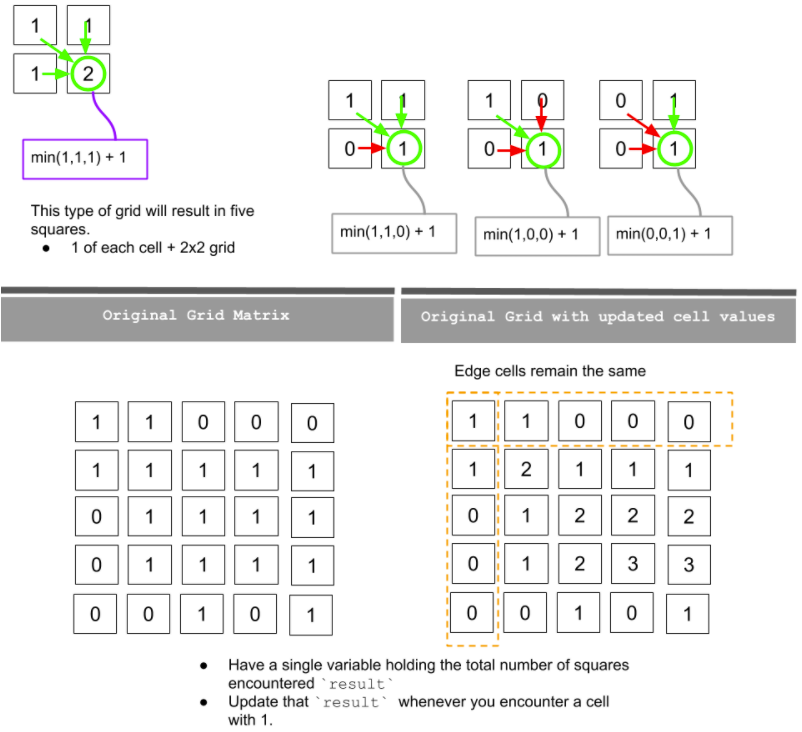 1 1
1 2
min(1,1,1) + 1
This type of grid will result in five
squares.
● 1 of each cell + 2x2 grid
1 1
0 1
min(1,1,0) + 1
1 0
0 1
min(1,0,0) + 1
0 1
0 1
min(0,0,1) + 1
Original Grid Matrix
1 1 0 0 0
1 1 1 1 1
0 1 1 1 1
0 1 1 1 1
0 0 1 0 1
Original Grid with updated cell values
Edge cells remain the same
1 1 0 0 0
1 2 1 1 1
0 1 2 2 2
0 1 2 3 3
0 0 1 0 1
● Have a single variable holding the total number of squares
encountered `result`
● Update that `result` whenever you encounter a cell
with 1.